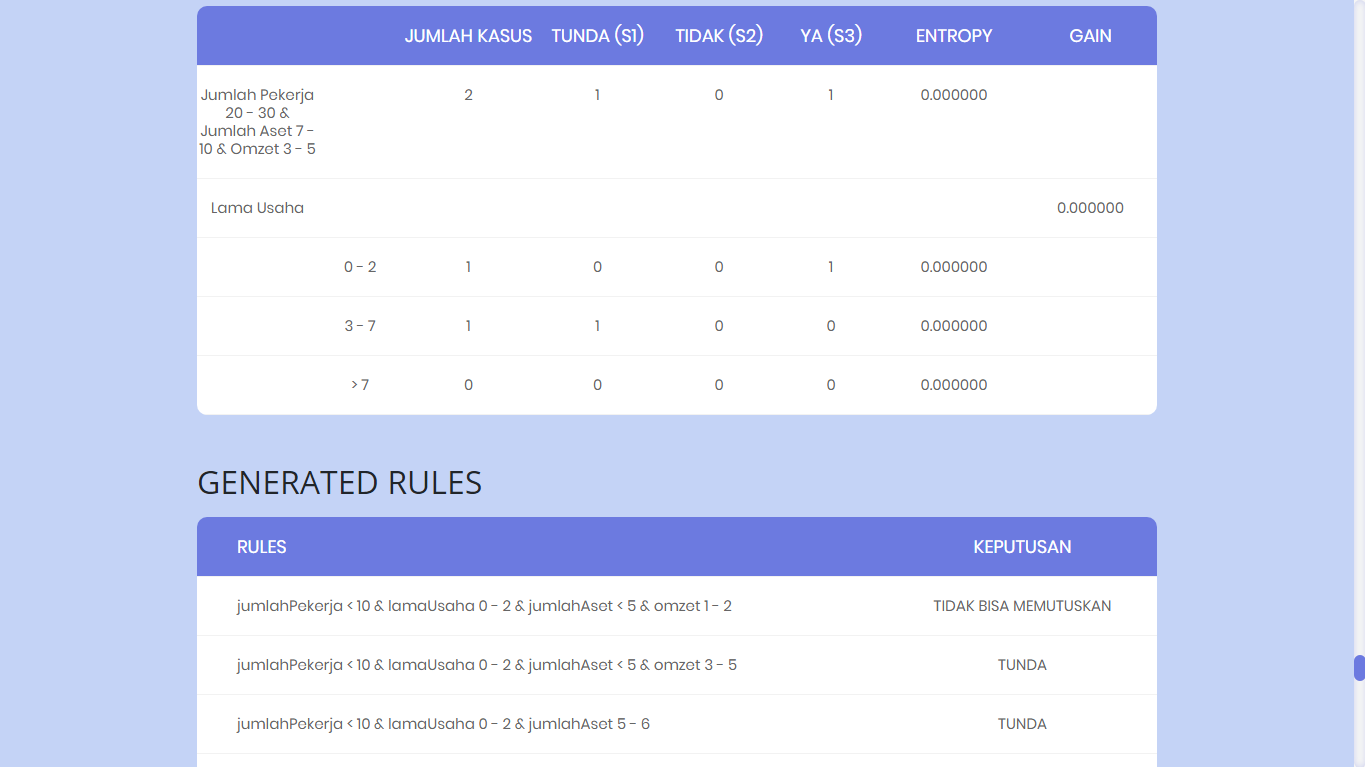 JUMLAH KASUS TUNDA (S1) TIDAK (S2) YA (S3) ENTROPY GAIN
Jumlah Pekerja 2 1 0 1 0.000000
20 - 30 &
Jumlah Aset 7 -
10 & Omzet 3 - 5
Lama Usaha 0.000000
0 - 2 1 0 0 1 0.000000
3 - 7 1 1 0 0 0.000000
> 7 0 0 0 0 0.000000
GENERATED RULES
RULES KEPUTUSAN
jumlahPekerja < 10 & lamaUsaha 0 - 2 & jumlahAset < 5 & omzet 1 - 2 TIDAK BISA MEMUTUSKAN
jumlahPekerja < 10 & lamaUsaha 0 - 2 & jumlahAset < 5 & omzet 3 - 5 TUNDA
jumlahPekerja < 10 & lamaUsaha 0 - 2 & jumlahAset 5 - 6 TUNDA